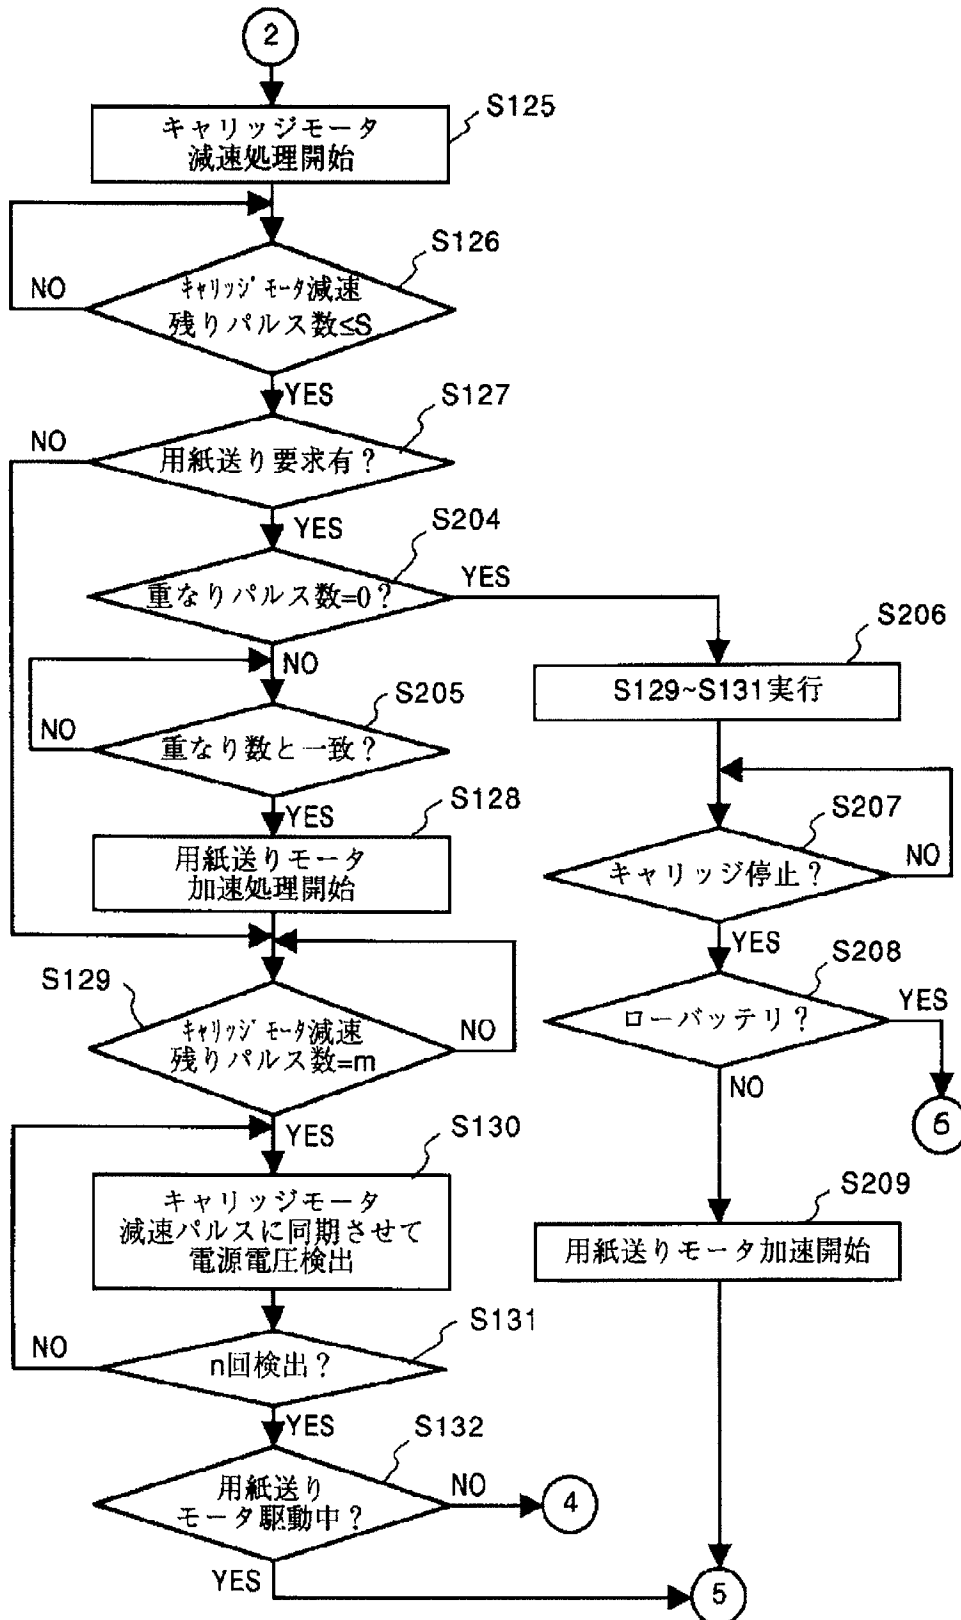 2
S125
キャリッジモータ
減速処理開始
S126
キャリッジモータ減速
残りパルス数≤S
NO
YES
S127
用紙送り要求有？
NO
YES
S204
重なりパルス数=0？
YES
NO
S205
重なり数と一致？
NO
YES
S128
用紙送りモータ
加速処理開始
S129
キャリッジモータ減速
残りパルス数=m
NO
YES
S130
キャリッジモータ
減速パルスに同期させて
電源電圧検出
S131
n回検出？
NO
YES
S132
用紙送り
モータ駆動中？
NO
4
YES
5
S206
S129~S131実行
S207
キャリッジ停止？
NO
YES
S208
ローバッテリ？
YES
6
NO
S209
用紙送りモータ加速開始